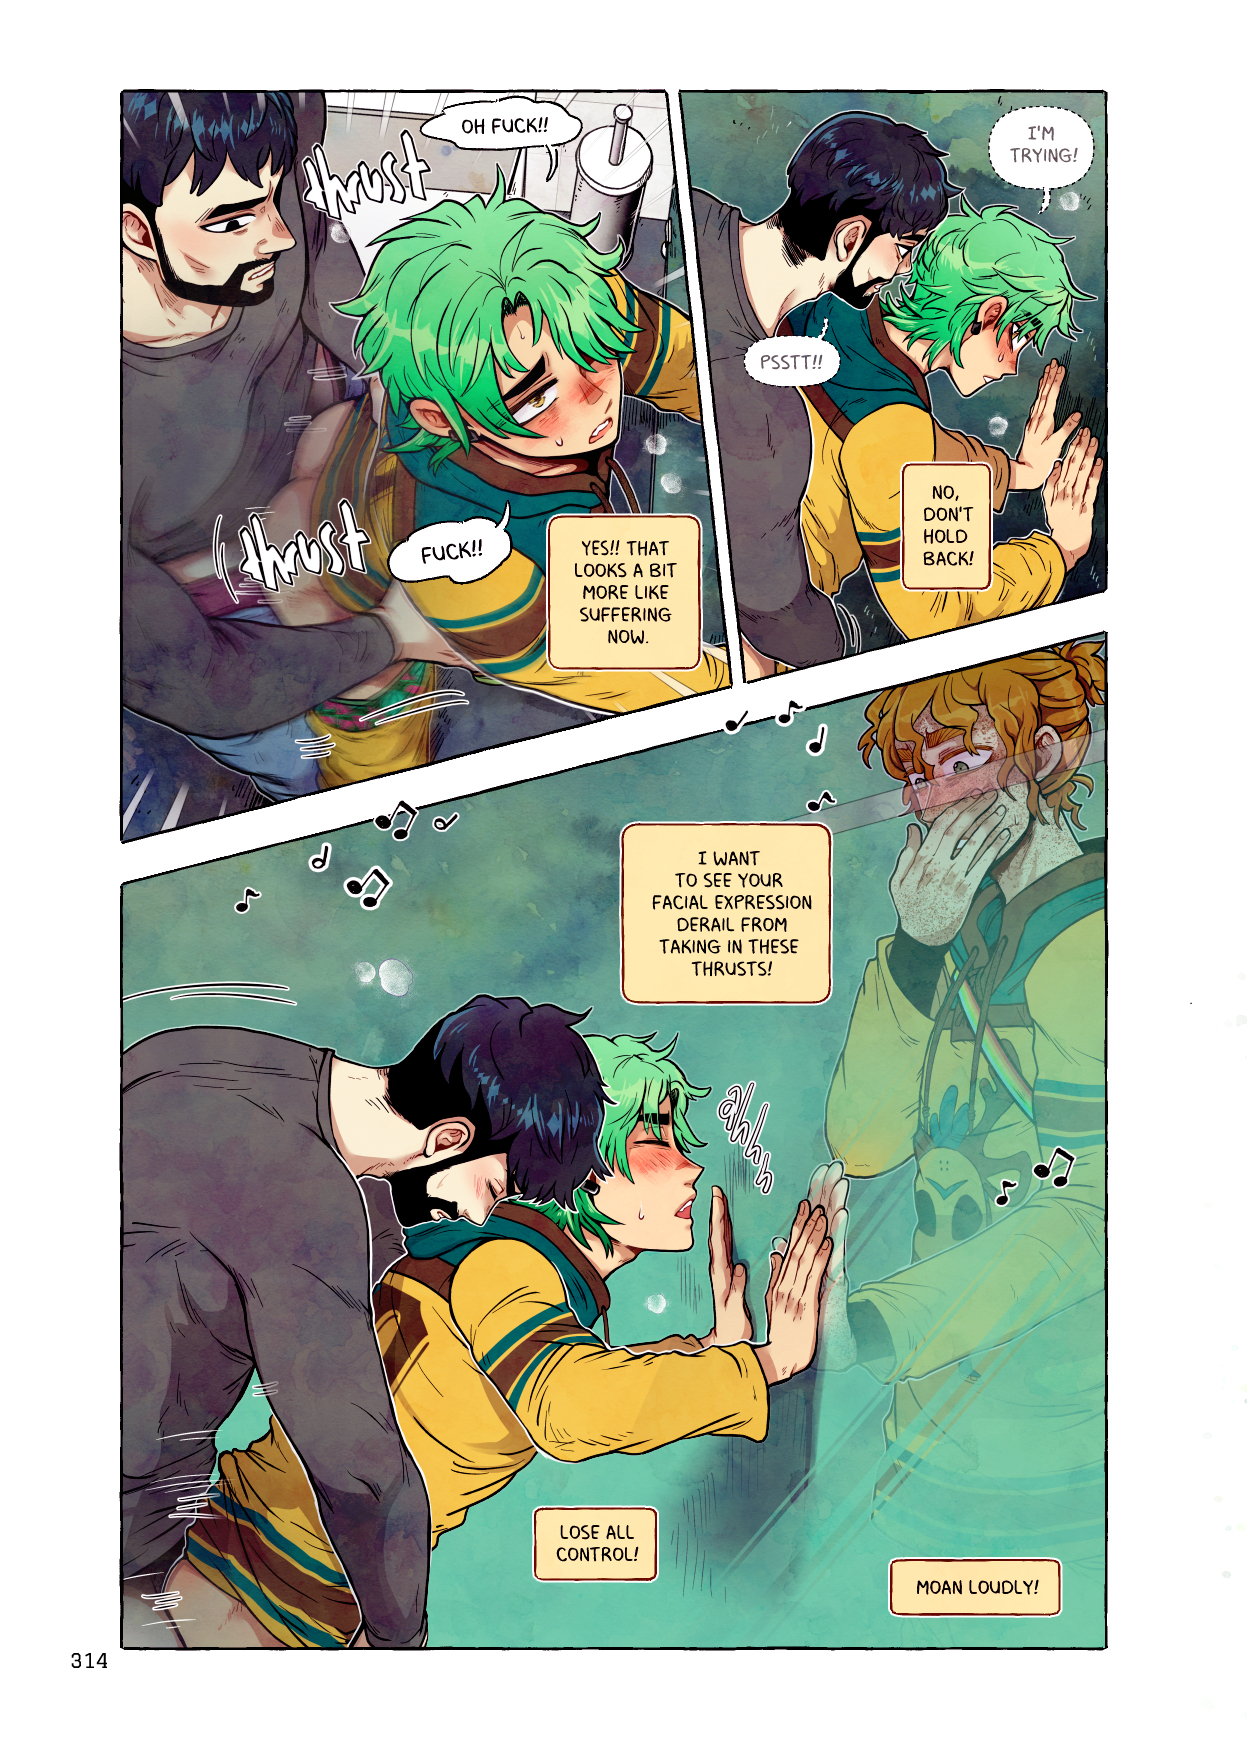 OH FUCK!!
thrust
thrust
FUCK!!
YES!! THAT
LOOKS A BIT
MORE LIKE
SUFFERING
NOW.
I'M
TRYING!
PSSTT!!
NO,
DON'T
HOLD
BACK!
I WANT
TO SEE YOUR
FACIAL EXPRESSION
DERAIL FROM
TAKING IN THESE
THRUSTS!
ahhhh
LOSE ALL
CONTROL!
MOAN LOUDLY!
314